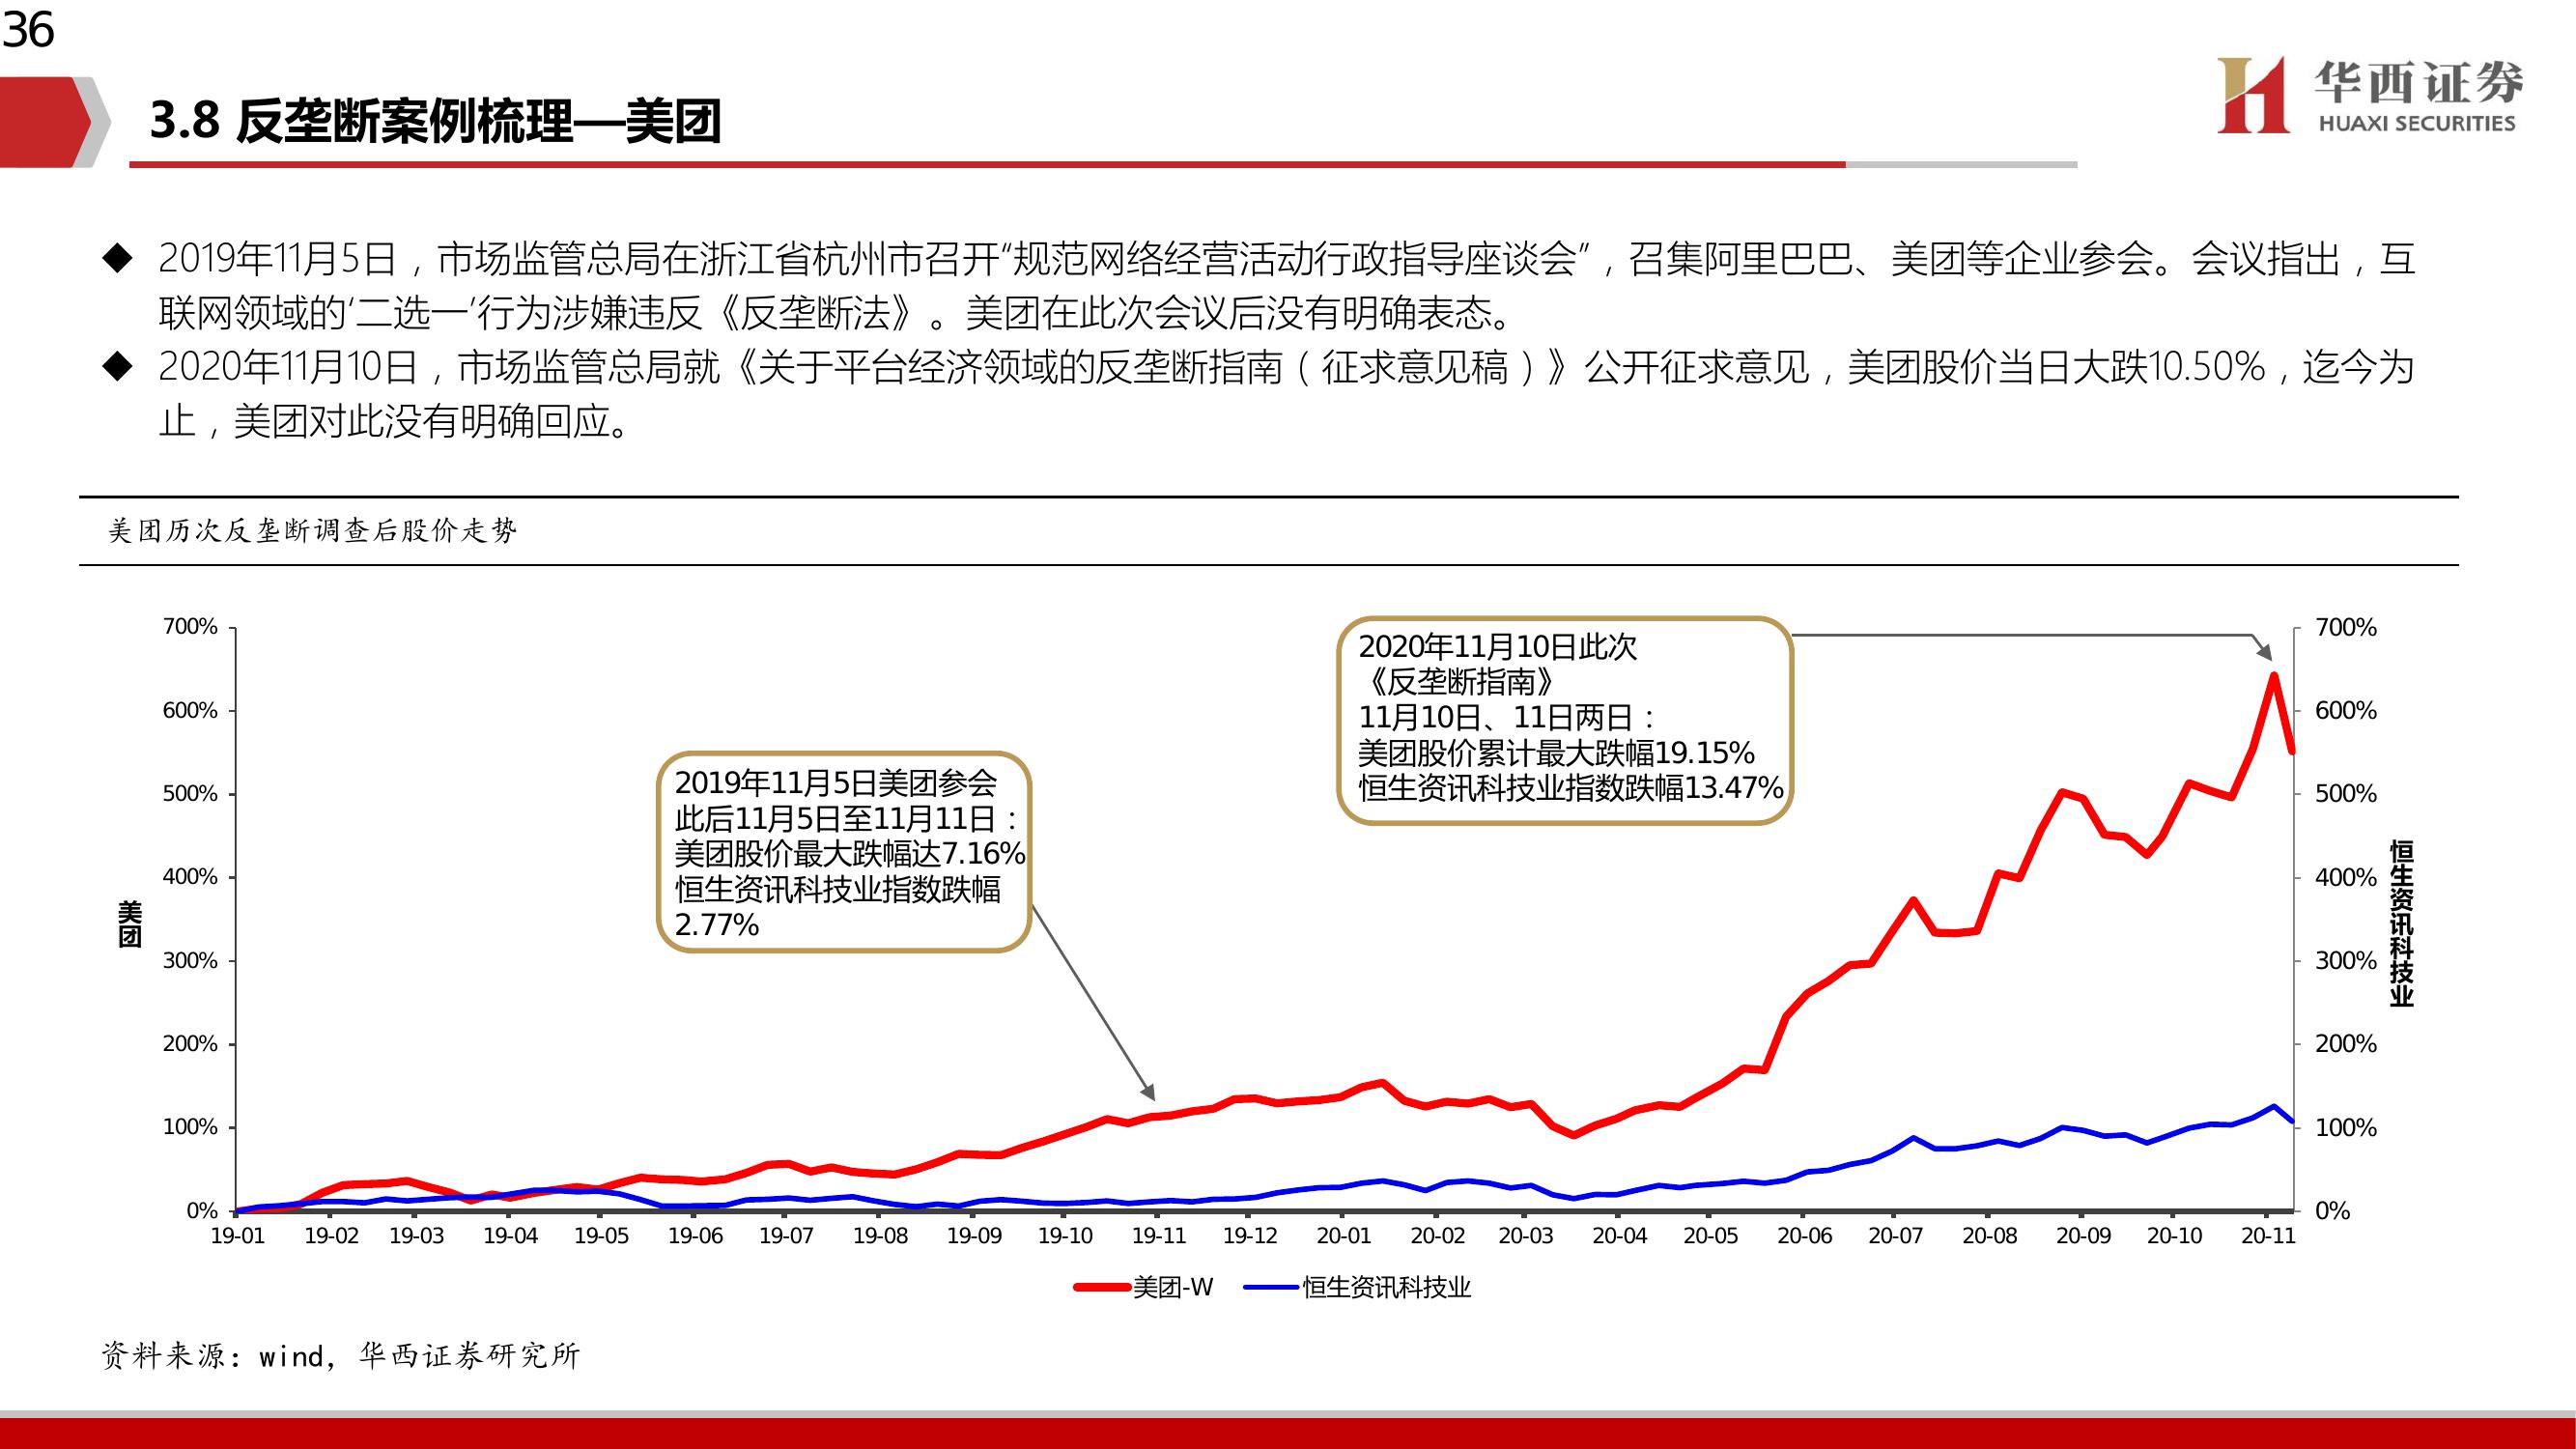 36
3.8 反垄断案例梳理—美团
华西证券
HUAXI SECURITIES
◆ 2019年11月5日，市场监管总局在浙江省杭州市召开“规范网络经营活动行政指导座谈会”，召集阿里巴巴、美团等企业参会。会议指出，互
联网领域的‘二选一’行为涉嫌违反《反垄断法》。美团在此次会议后没有明确表态。
◆ 2020年11月10日，市场监管总局就《关于平台经济领域的反垄断指南（征求意见稿）》公开征求意见，美团股价当日大跌10.50%，迄今为
止，美团对此没有明确回应。
美团历次反垄断调查后股价走势
700%
600%
500%
400%
300%
200%
100%
0%
美团
2019年11月5日美团参会
此后11月5日至11月11日：
美团股价最大跌幅达7.16%
恒生资讯科技业指数跌幅
2.77%
2020年11月10日此次
《反垄断指南》
11月10日、11日两日：
美团股价累计最大跌幅19.15%
恒生资讯科技业指数跌幅13.47%
700%
600%
500%
400%
300%
200%
100%
0%
恒生资讯科技业
19-01 19-02 19-03 19-04 19-05 19-06 19-07 19-08 19-09 19-10 19-11 19-12 20-01 20-02 20-03 20-04 20-05 20-06 20-07 20-08 20-09 20-10 20-11
美团-W 恒生资讯科技业
资料来源：wind，华西证券研究所